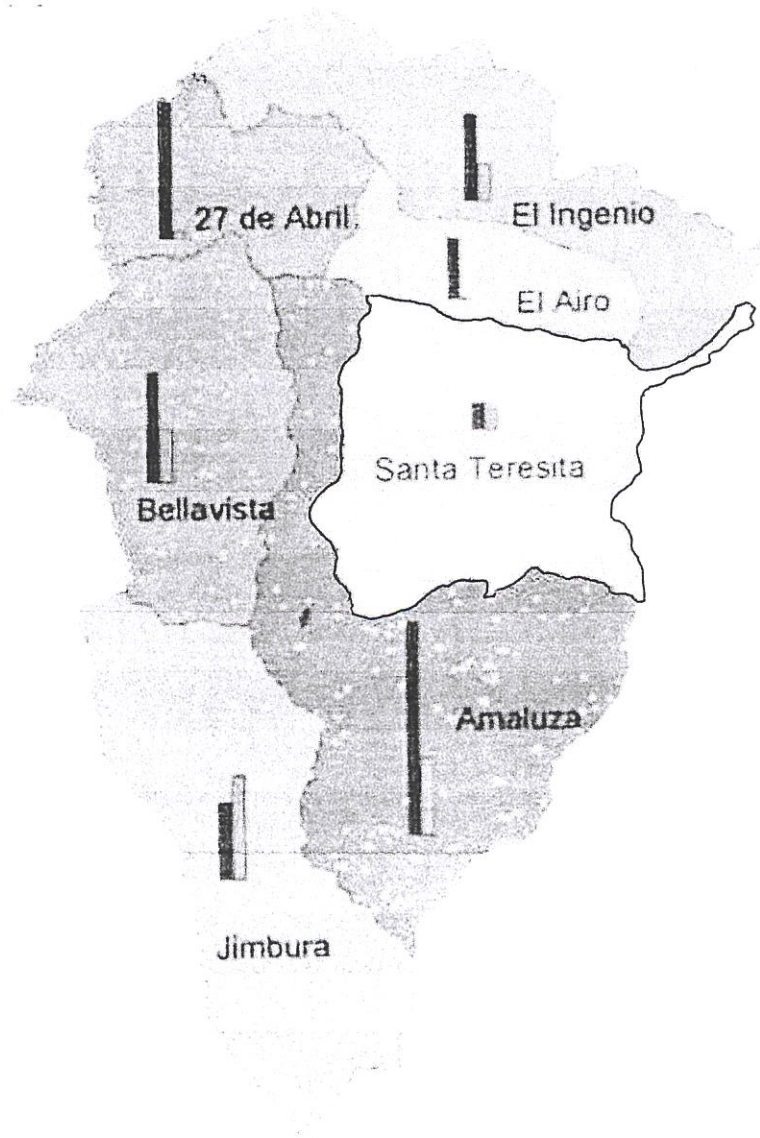 27 de Abril
El Ingenio
El Airo
Santa Teresita
Bellavista
Amaluza
Jimbura